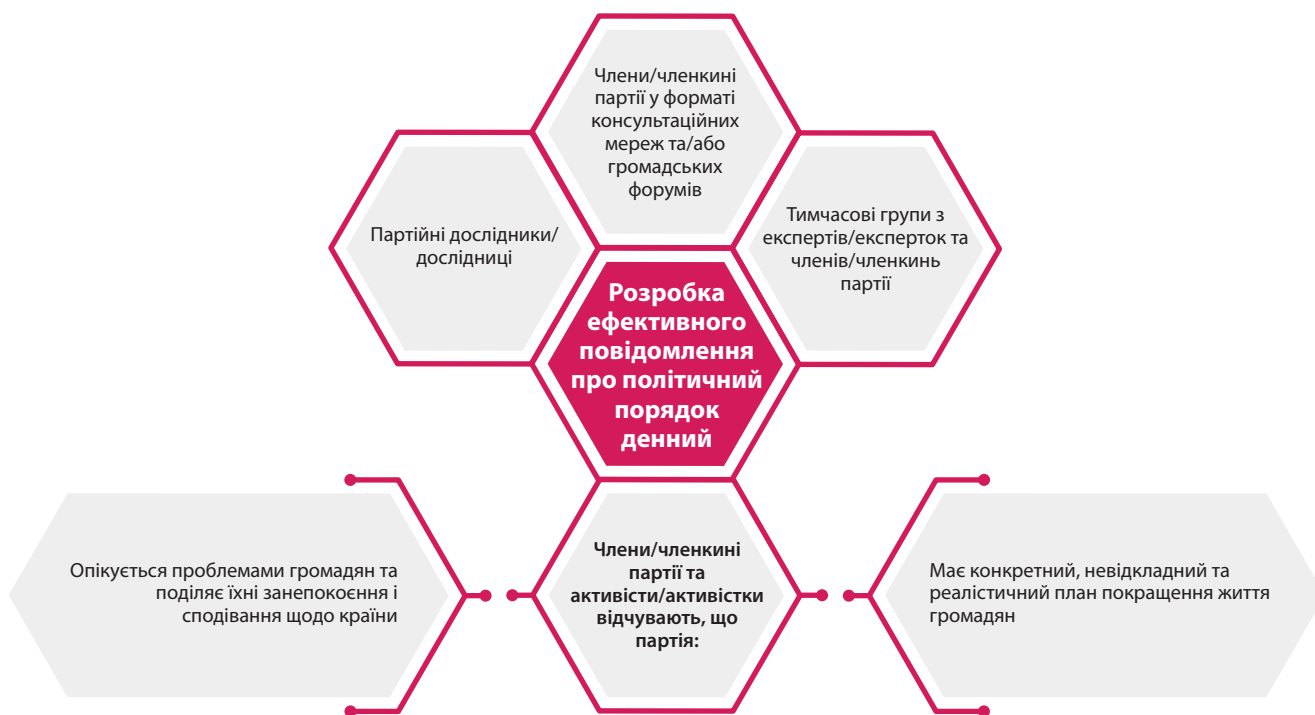 Члени/членкині
партії у форматі
консультаційних
мереж та/або
громадських
форумів
Партійні дослідники/
дослідниці
Тимчасові групи з
експертів/експерток та
членів/членкинь
партії
Розробка
ефективного
повідомлення
про політичний
порядок
денний
Опікується проблемами громадян та
поділяє їхні занепокоєння і
сподівання щодо країни
Члени/членкині
партії та
активісти/активістки
відчувають, що
партія:
Має конкретний, невідкладний та
реалістичний план покращення життя
громадян